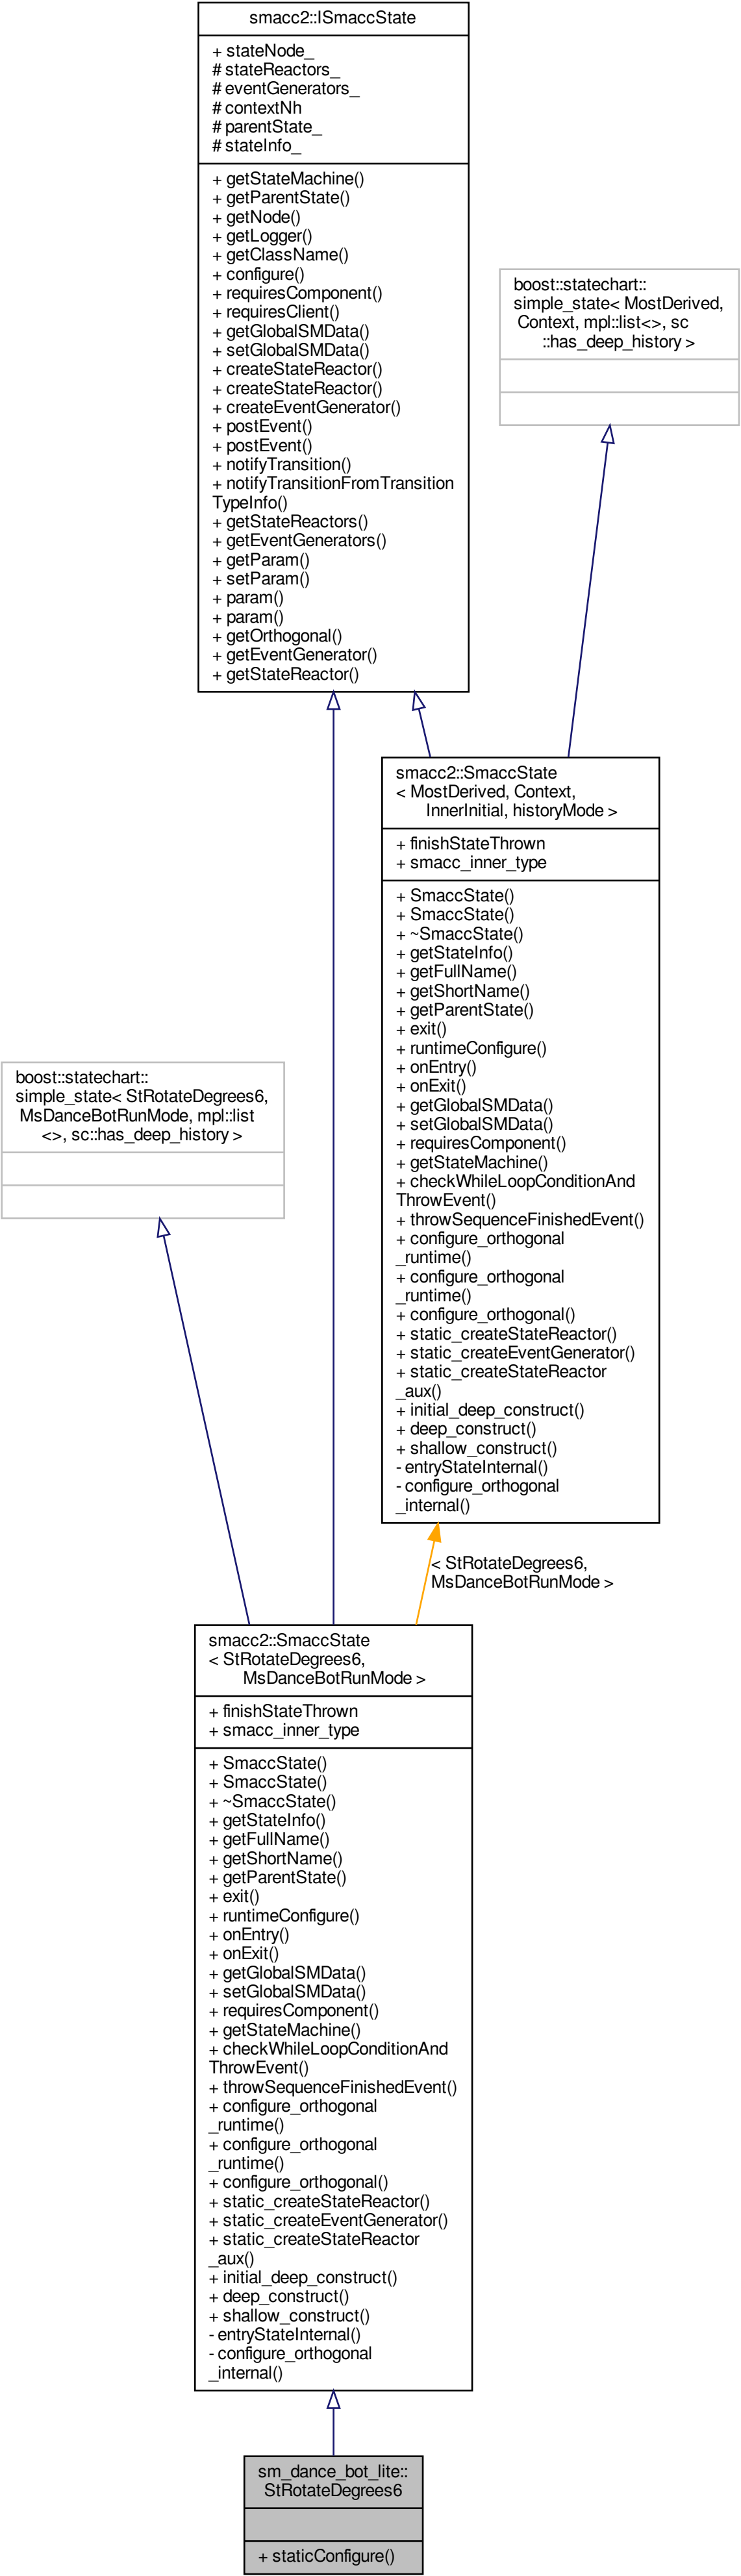 smacc2::ISmaccState
+ stateNode_
# stateReactors_
# eventGenerators_
# contextNh
# parentState_
# stateInfo_
+ getStateMachine()
+ getParentState()
+ getNode()
+ getLogger()
+ getClassName()
+ configure()
+ requiresComponent()
+ requiresClient()
+ getGlobalSMData()
+ setGlobalSMData()
+ createStateReactor()
+ createStateReactor()
+ createEventGenerator()
+ postEvent()
+ postEvent()
+ notifyTransition()
+ notifyTransitionFromTransition
TypeInfo()
+ getStateReactors()
+ getEventGenerators()
+ getParam()
+ setParam()
+ param()
+ param()
+ getOrthogonal()
+ getEventGenerator()
+ getStateReactor()
boost::statechart::
simple_state< MostDerived,
Context, mpl::list<>, sc
::has_deep_history >
smacc2::SmaccState
< MostDerived, Context,
InnerInitial, historyMode >
+ finishStateThrown
+ smacc_inner_type
+ SmaccState()
+ SmaccState()
+ ~SmaccState()
+ getStateInfo()
+ getFullName()
+ getShortName()
+ getParentState()
+ exit()
+ runtimeConfigure()
+ onEntry()
+ onExit()
+ getGlobalSMData()
+ setGlobalSMData()
+ requiresComponent()
+ getStateMachine()
+ checkWhileLoopConditionAnd
ThrowEvent()
+ throwSequenceFinishedEvent()
+ configure_orthogonal
_runtime()
+ configure_orthogonal
_runtime()
+ configure_orthogonal()
+ static_createStateReactor()
+ static_createEventGenerator()
+ static_createStateReactor
_aux()
+ initial_deep_construct()
+ deep_construct()
+ shallow_construct()
- entryStateInternal()
- configure_orthogonal
_internal()
boost::statechart::
simple_state< StRotateDegrees6,
MsDanceBotRunMode, mpl::list
<>, sc::has_deep_history >
< StRotateDegrees6,
MsDanceBotRunMode >
smacc2::SmaccState
< StRotateDegrees6,
MsDanceBotRunMode >
+ finishStateThrown
+ smacc_inner_type
+ SmaccState()
+ SmaccState()
+ ~SmaccState()
+ getStateInfo()
+ getFullName()
+ getShortName()
+ getParentState()
+ exit()
+ runtimeConfigure()
+ onEntry()
+ onExit()
+ getGlobalSMData()
+ setGlobalSMData()
+ requiresComponent()
+ getStateMachine()
+ checkWhileLoopConditionAnd
ThrowEvent()
+ throwSequenceFinishedEvent()
+ configure_orthogonal
_runtime()
+ configure_orthogonal
_runtime()
+ configure_orthogonal()
+ static_createStateReactor()
+ static_createEventGenerator()
+ static_createStateReactor
_aux()
+ initial_deep_construct()
+ deep_construct()
+ shallow_construct()
- entryStateInternal()
- configure_orthogonal
_internal()
sm_dance_bot_lite::
StRotateDegrees6
+ staticConfigure()